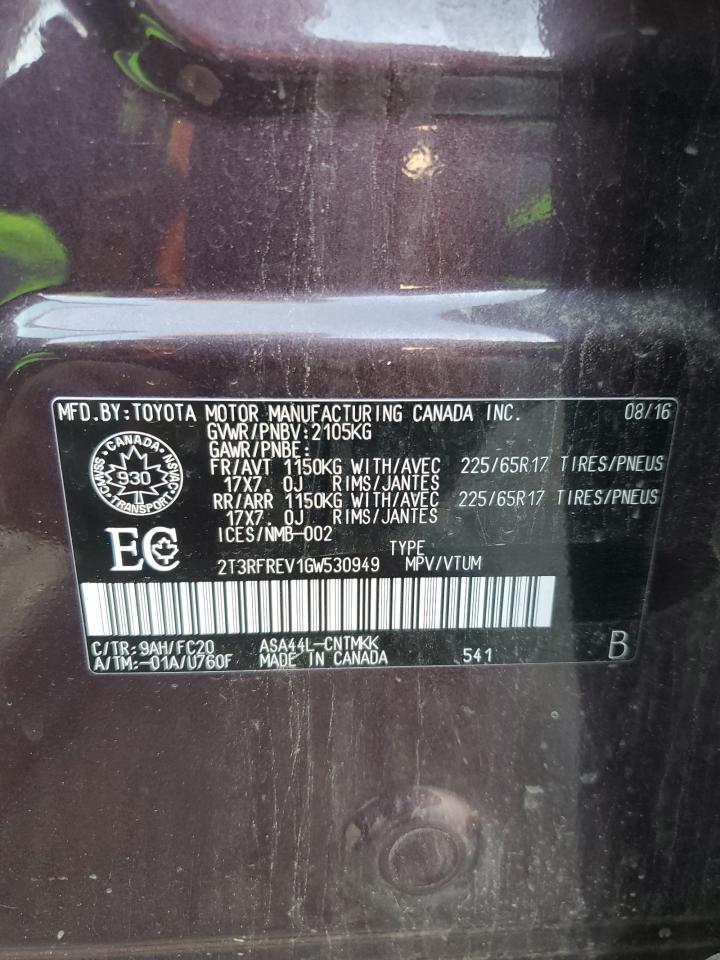 MFD.BY:TOYOTA MOTOR MANUFACTURING CANADA INC. 08/16
GVWR/PNBV:2105KG
GAWR/PNBE:
FR/AVT 1150KG WITH/AVEC 225/65R17 TIRES/PNEUS
17X7.0J RIMS/JANTES
RR/ARR 1150KG WITH/AVEC 225/65R17 TIRES/PNEUS
17X7.0J RIMS/JANTES
ICES/NMB-002
CANADA
CMVSS 930 NSVAC
TRANSPORT
EC
TYPE
2T3RFREV1GW530949 MPV/VTUM
C/TR:9AH/FC20 ASA44L-CNTMKK
A/TM:-01A/U760F MADE IN CANADA 541 B